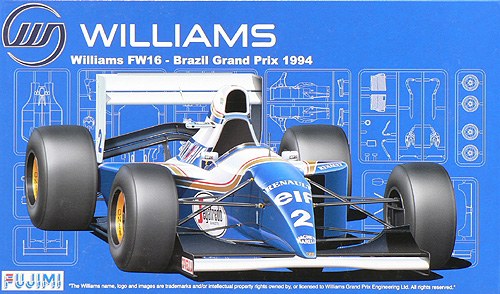 WILLIAMS
Williams FW16 - Brazil Grand Prix 1994
2
RENAULT
elf
2
FUJIMI
"The Williams name, logo and images are trademarks and/or intellectual property rights owned by, or licensed to Williams Grand Prix Engineering Ltd. All rights reserved."